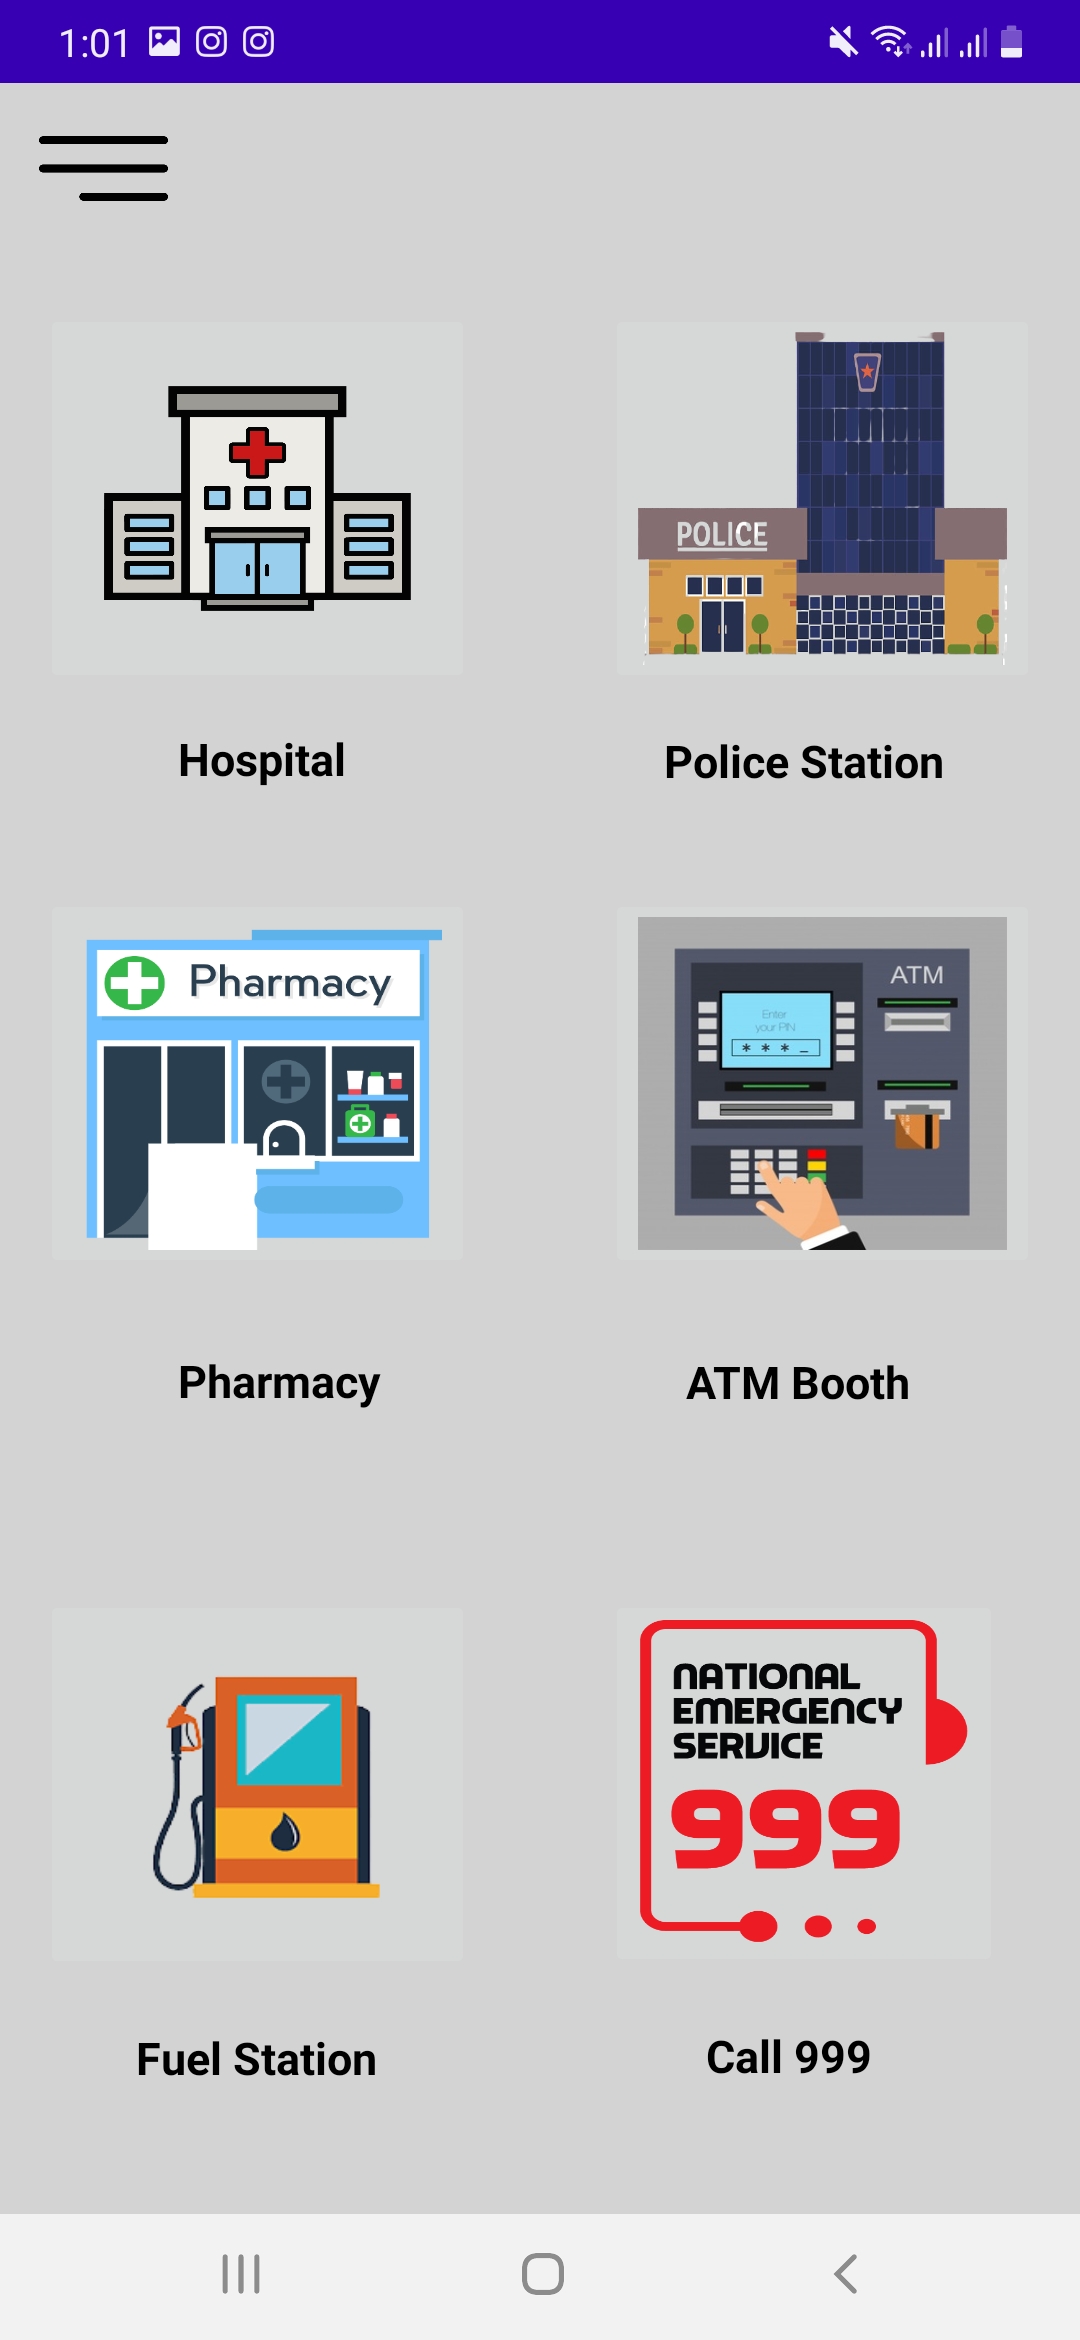 1:01
POLICE
Hospital
Police Station
Pharmacy
ATM
Enter
your PIN
* * * _
Pharmacy
ATM Booth
NATIONAL
EMERGENCY
SERVICE
999
Fuel Station
Call 999